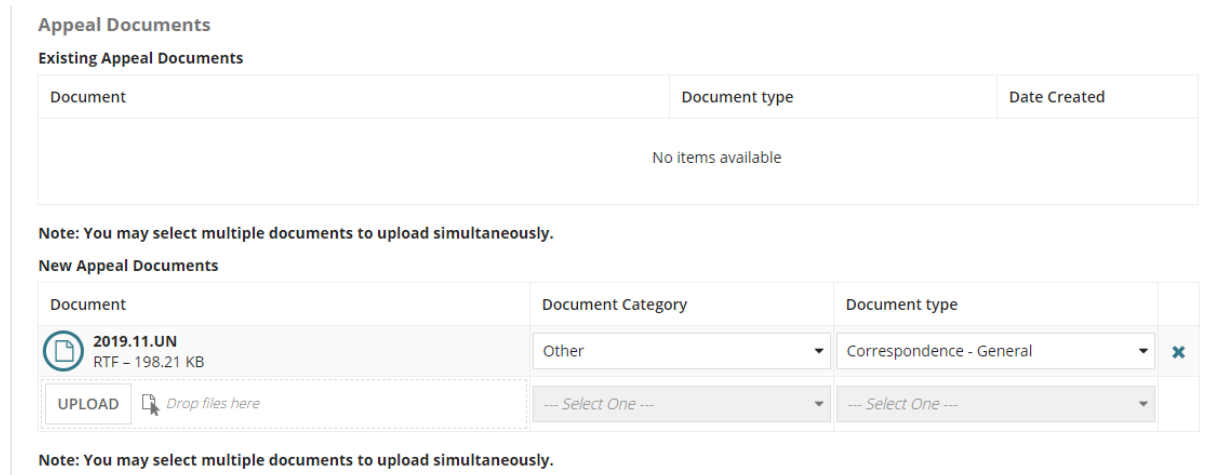 Appeal Documents
Existing Appeal Documents
Document Document type Date Created
No items available
Note: You may select multiple documents to upload simultaneously.
New Appeal Documents
Document Document Category Document type
2019.11.UN
RTF – 198.21 KB
Other Correspondence - General
UPLOAD Drop files here --- Select One --- --- Select One ---
Note: You may select multiple documents to upload simultaneously.